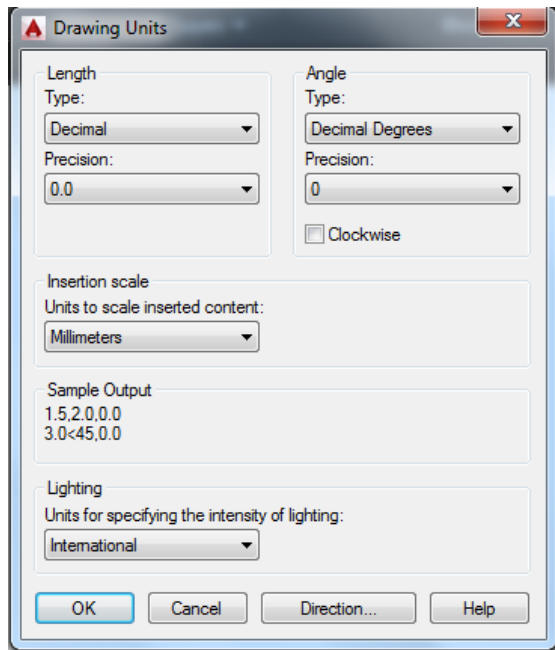 Drawing Units
Length
Type:
Decimal
Precision:
0.0
Angle
Type:
Decimal Degrees
Precision:
0
Clockwise
Insertion scale
Units to scale inserted content:
Millimeters
Sample Output
1.5,2.0,0.0
3.0<45,0.0
Lighting
Units for specifying the intensity of lighting:
International
OK Cancel Direction... Help